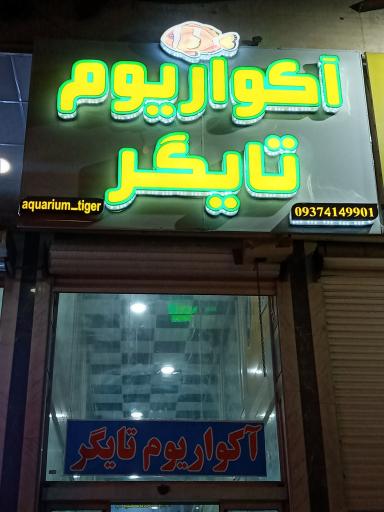 آکواریوم
تایگر
aquarium_tiger
09374149901
آکواریوم تایگر